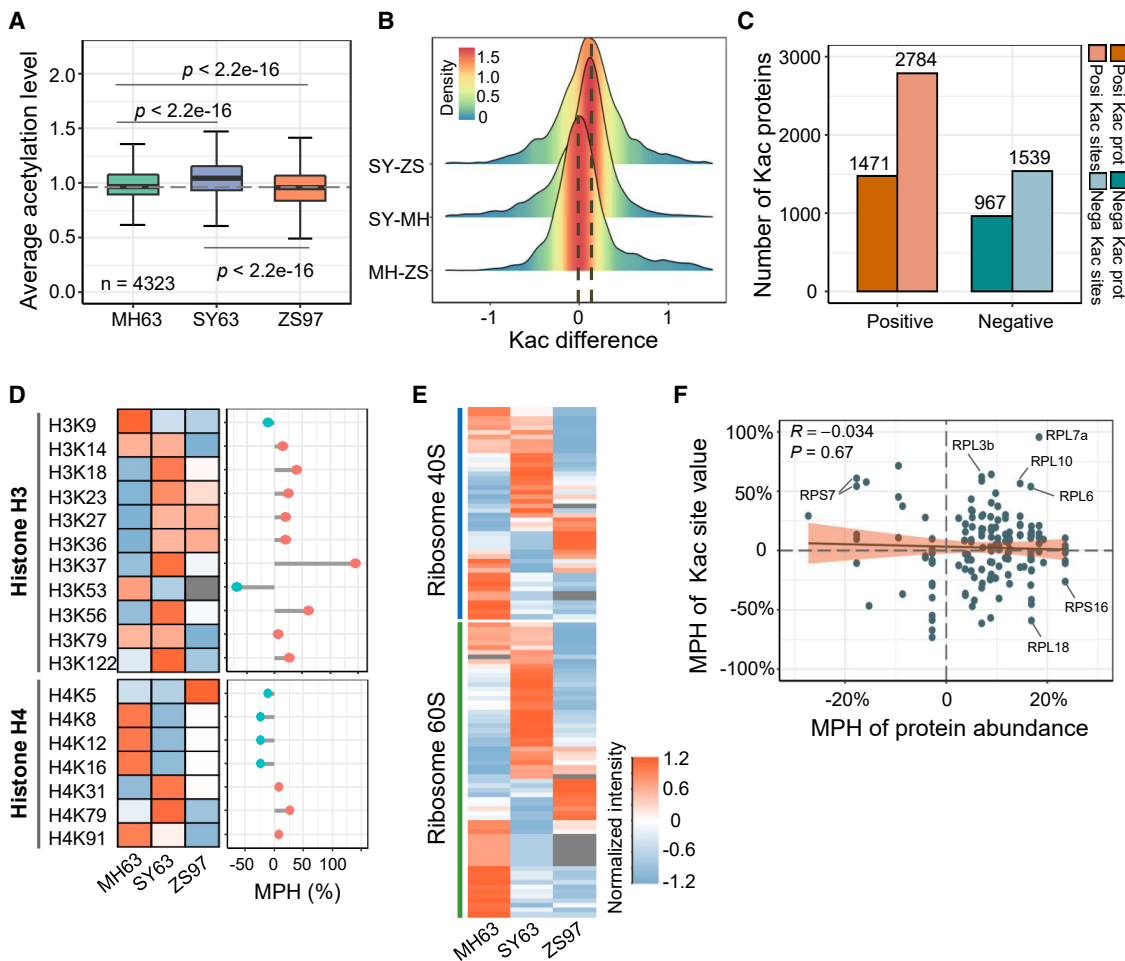 A
Average acetylation level
2.0
1.5
1.0
0.5
0.0
p < 2.2e-16
p < 2.2e-16
p < 2.2e-16
n = 4323
MH63
SY63
ZS97
B
Density
1.5
1.0
0.5
0
SY-ZS
SY-MH
MH-ZS
-1
0
1
Kac difference
C
Number of Kac proteins
3000
2000
1000
0
1471
2784
967
1539
Positive
Negative
Posi Kac prot
Posi Kac sites
Nega Kac prot
Nega Kac sites
D
Histone H3
H3K9
H3K14
H3K18
H3K23
H3K27
H3K36
H3K37
H3K53
H3K56
H3K79
H3K122
Histone H4
H4K5
H4K8
H4K12
H4K16
H4K31
H4K79
H4K91
MH63
SY63
ZS97
-50
0
50
100
MPH (%)
E
Ribosome 40S
Ribosome 60S
MH63
SY63
ZS97
Normalized intensity
1.2
0.6
0
-0.6
-1.2
F
MPH of Kac site value
100%
50%
0
-50%
-100%
R = −0.034
P = 0.67
RPS7
RPL3b
RPL7a
RPL10
RPL6
RPS16
RPL18
-20%
0
20%
MPH of protein abundance